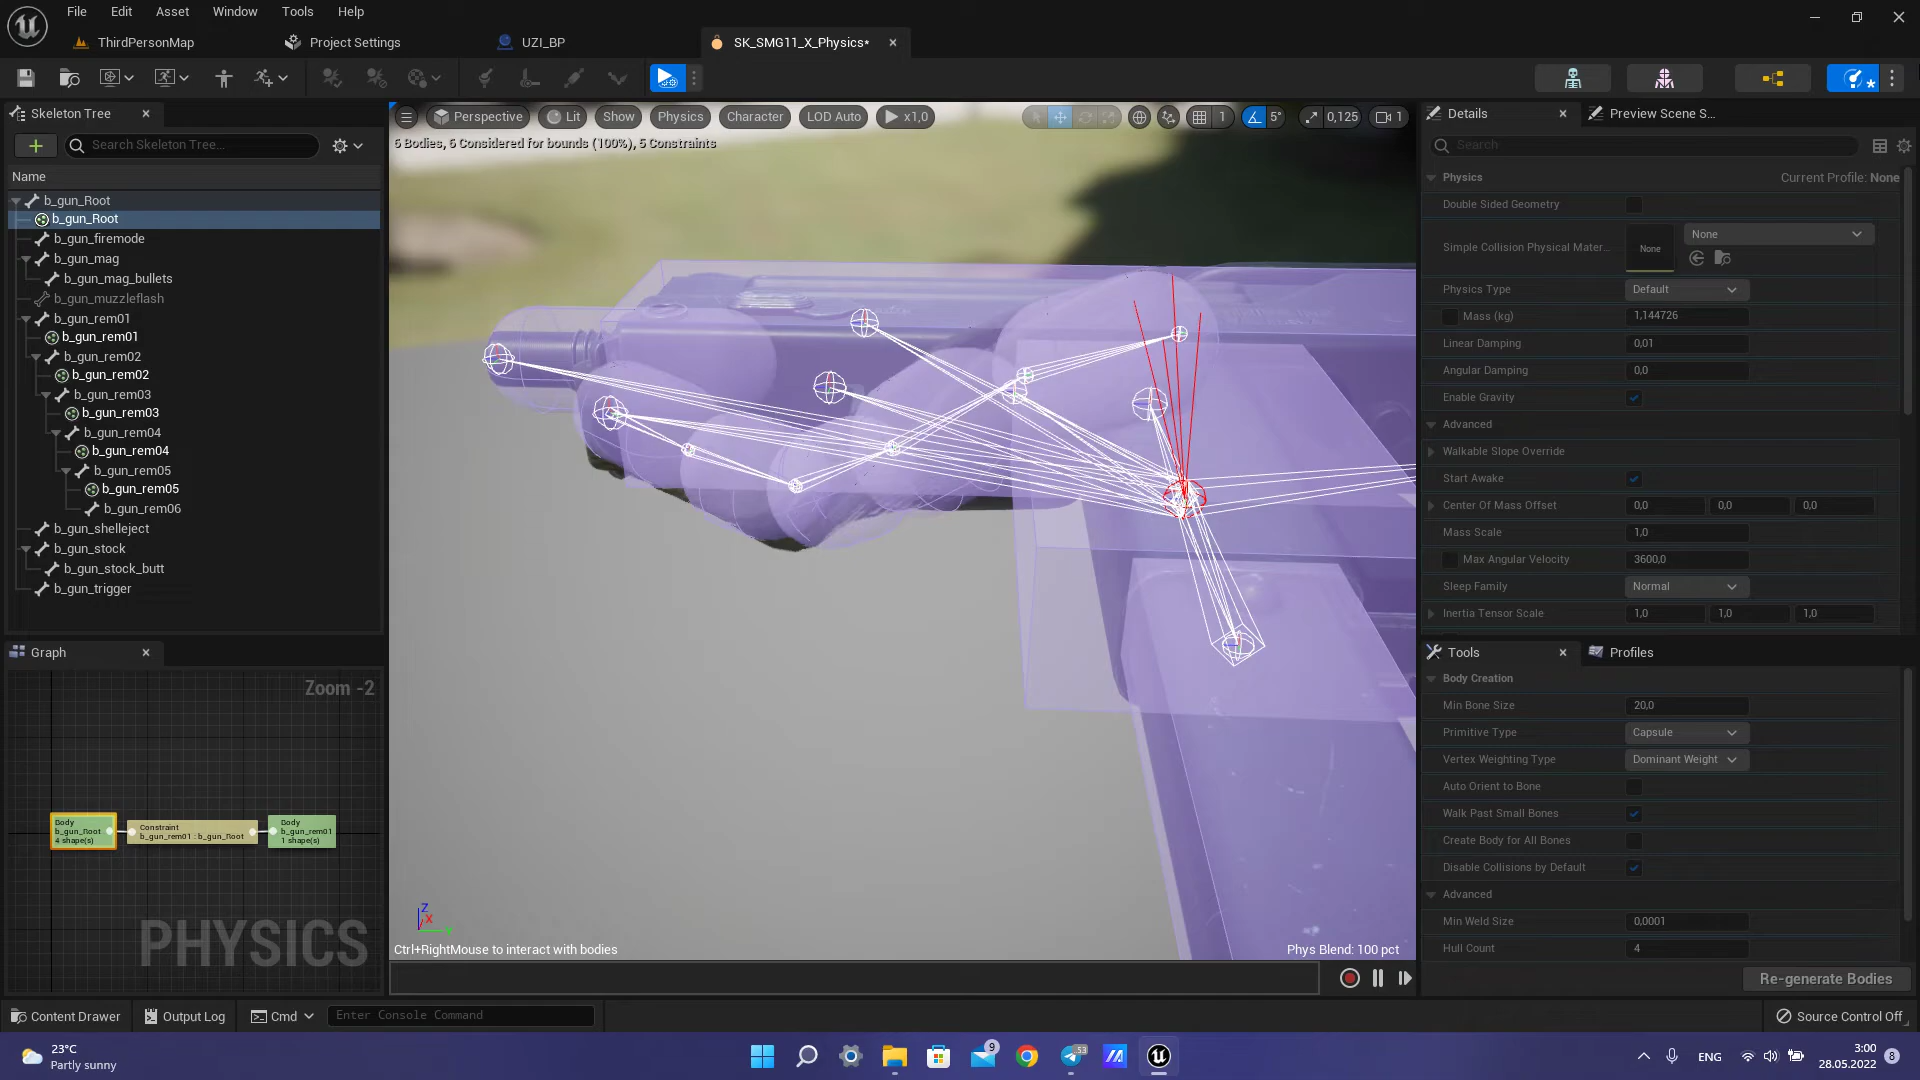 File Edit Asset Window Tools Help
ThirdPersonMap Project Settings UZI_BP SK_SMG11_X_Physics*
Skeleton Tree
Search Skeleton Tree...
Name
b_gun_Root
b_gun_Root
b_gun_firemode
b_gun_mag
b_gun_mag_bullets
b_gun_muzzleflash
b_gun_rem01
b_gun_rem01
b_gun_rem02
b_gun_rem02
b_gun_rem03
b_gun_rem03
b_gun_rem04
b_gun_rem04
b_gun_rem05
b_gun_rem05
b_gun_rem06
b_gun_shelleject
b_gun_stock
b_gun_stock_butt
b_gun_trigger
Graph
Zoom -2
Body
b_gun_Root
4 shape(s)
Constraint
b_gun_rem01 : b_gun_Root
Body
b_gun_rem01
1 shape(s)
PHYSICS
Perspective Lit Show Physics Character LOD Auto x1,0 1 5° 0,125 1
6 Bodies, 6 Considered for bounds (100%), 5 Constraints
Z
X
Ctrl+RightMouse to interact with bodies
Phys Blend: 100 pct
Details Preview Scene S...
Search
Physics Current Profile: None
Double Sided Geometry
Simple Collision Physical Mater... None None
Physics Type Default
Mass (kg) 1,144726
Linear Damping 0,01
Angular Damping 0,0
Enable Gravity
Advanced
Walkable Slope Override
Start Awake
Center Of Mass Offset 0,0 0,0 0,0
Mass Scale 1,0
Max Angular Velocity 3600,0
Sleep Family Normal
Inertia Tensor Scale 1,0 1,0 1,0
Tools Profiles
Body Creation
Min Bone Size 20,0
Primitive Type Capsule
Vertex Weighting Type Dominant Weight
Auto Orient to Bone
Walk Past Small Bones
Create Body for All Bones
Disable Collisions by Default
Advanced
Min Weld Size 0,0001
Hull Count 4
Re-generate Bodies
Content Drawer Output Log Cmd Enter Console Command Source Control Off
23°C
Partly sunny
9
53
ENG
3:00
28.05.2022
8